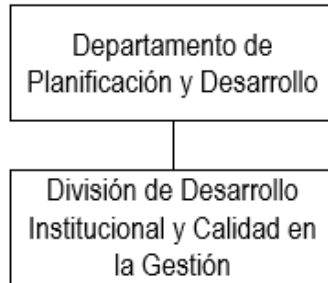 Departamento de
Planificación y Desarrollo
División de Desarrollo
Institucional y Calidad en
la Gestión